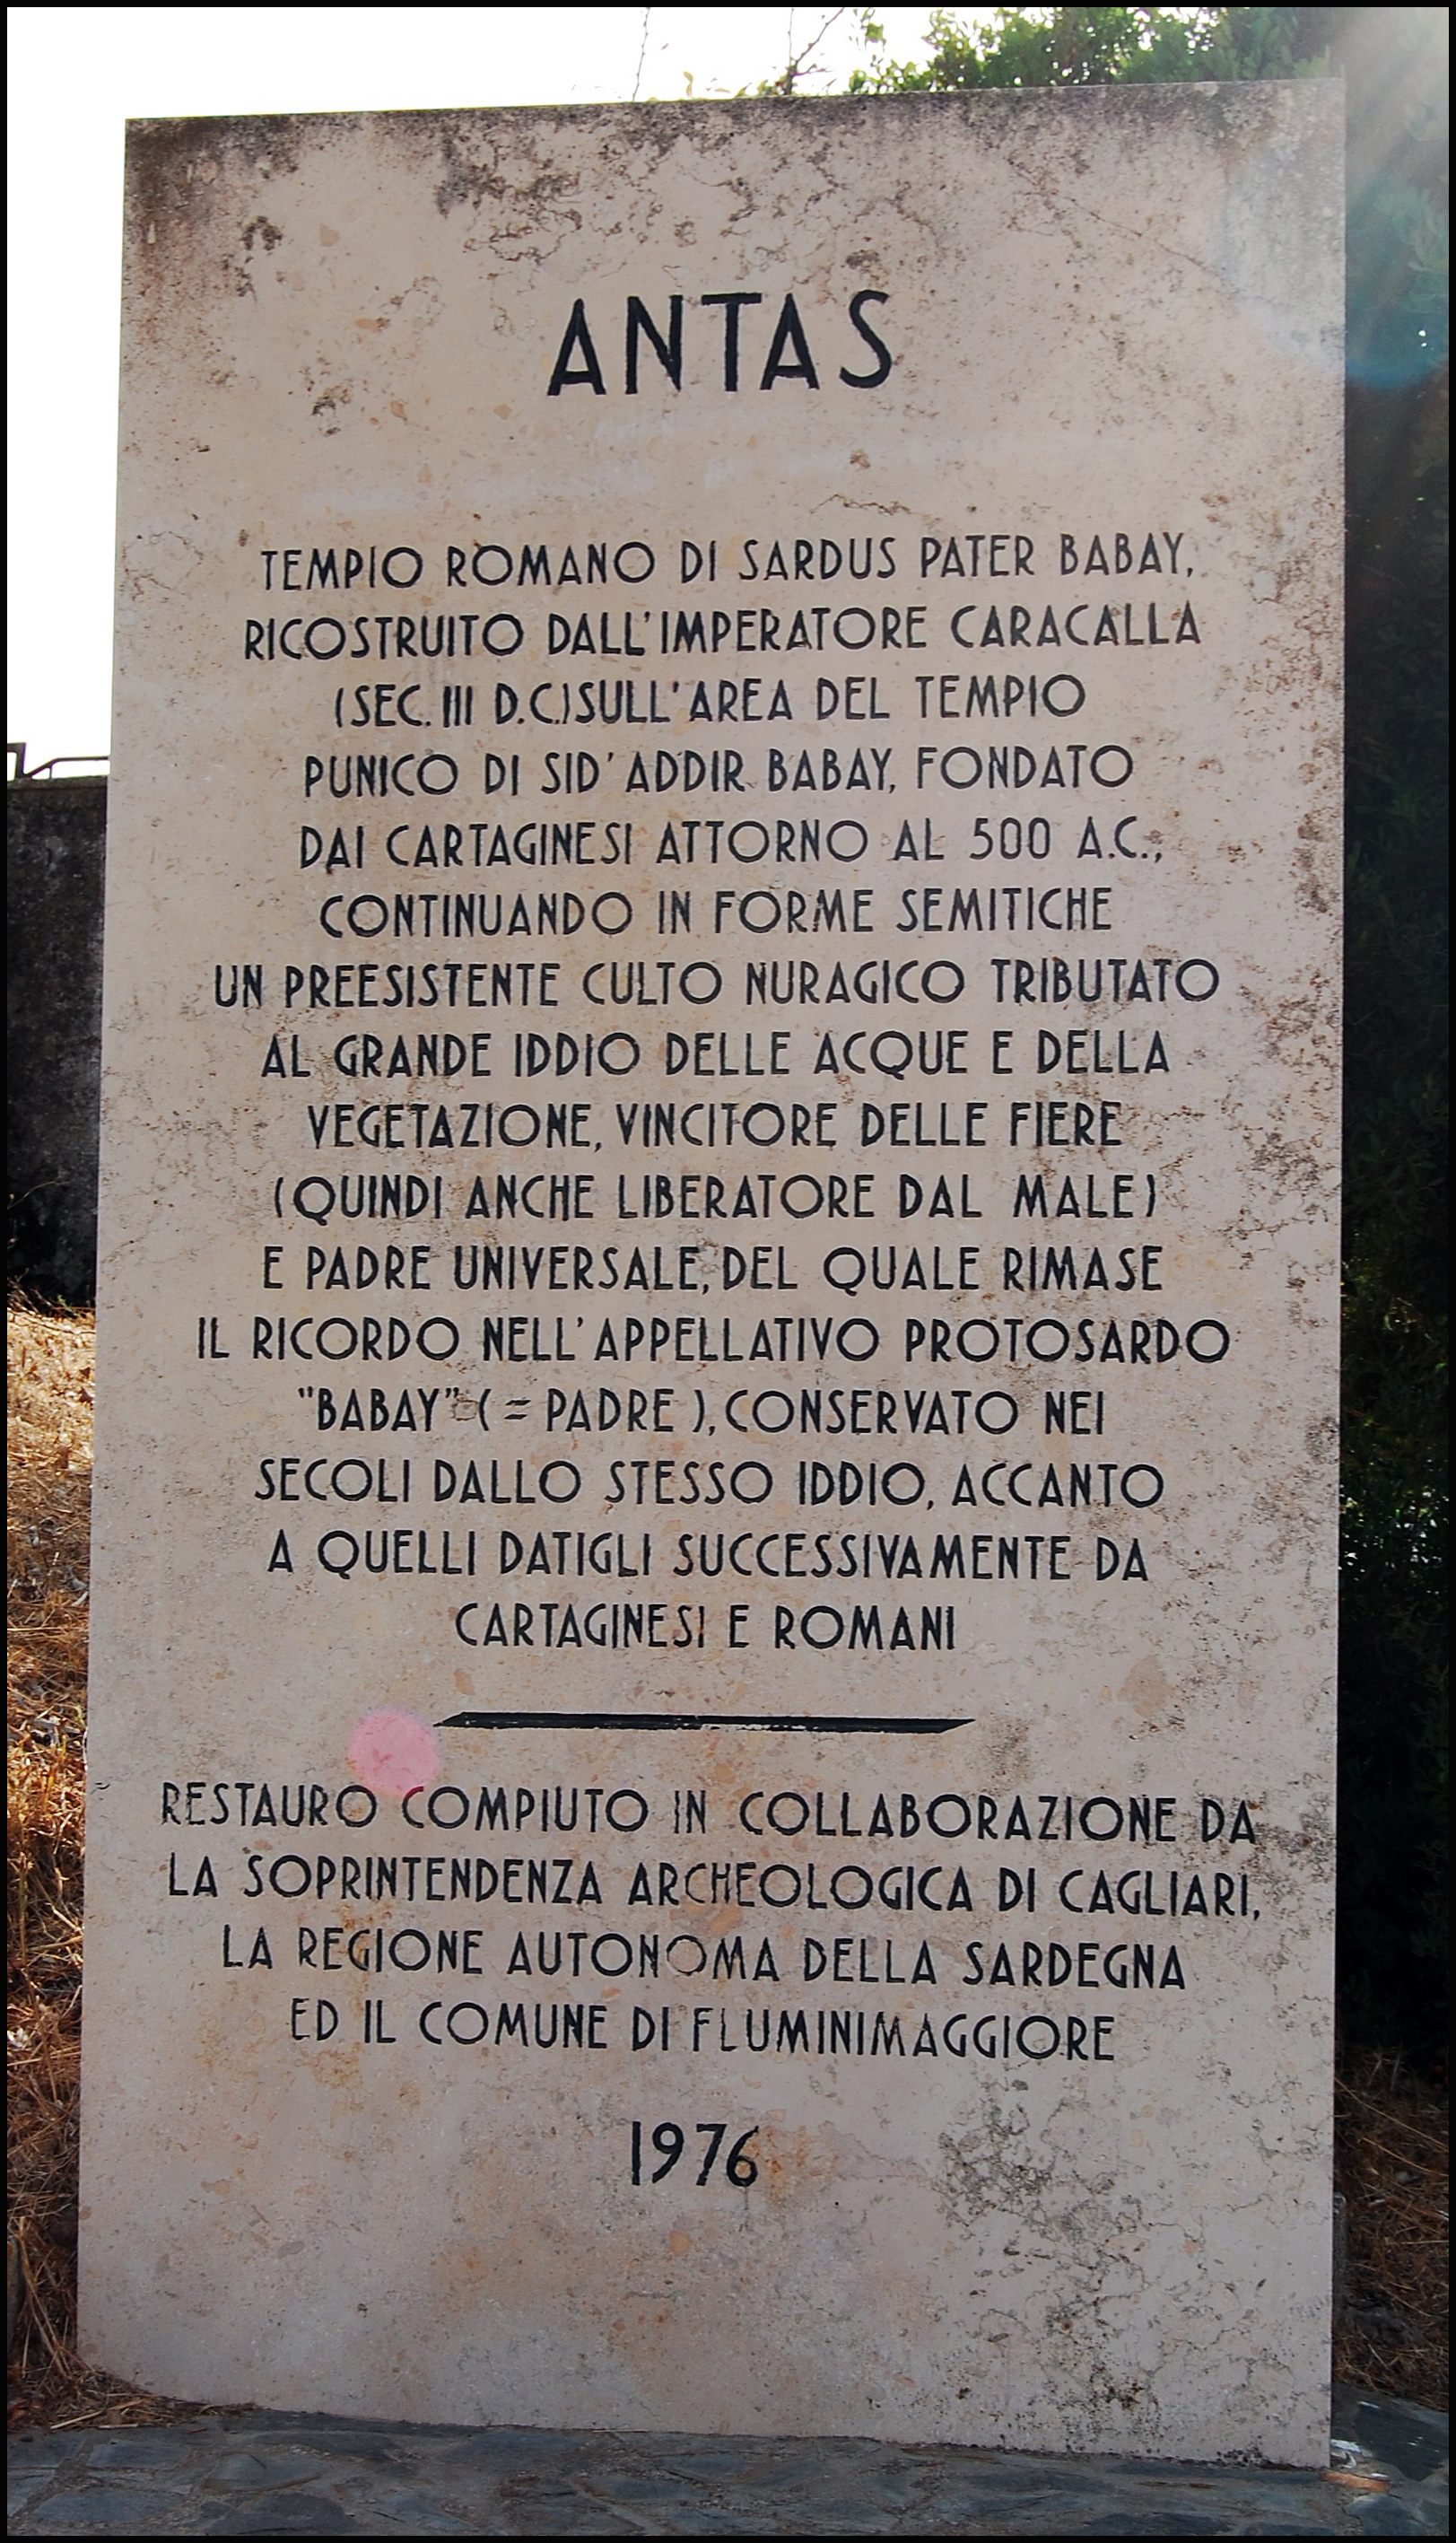 ANTAS
TEMPIO ROMANO DI SARDUS PATER BABAY,
RICOSTRUITO DALL'IMPERATORE CARACALLA
(SEC. III D.C.) SULL'AREA DEL TEMPIO
PUNICO DI SID' ADDIR BABAY, FONDATO
DAI CARTAGINESI ATTORNO AL 500 A.C.,
CONTINUANDO IN FORME SEMITICHE
UN PREESISTENTE CULTO NURAGICO TRIBUTATO
AL GRANDE IDDIO DELLE ACQUE E DELLA
VEGETAZIONE, VINCITORE DELLE FIERE
(QUINDI ANCHE LIBERATORE DAL MALE)
E PADRE UNIVERSALE, DEL QUALE RIMASE
IL RICORDO NELL'APPELLATIVO PROTOSARDO
"BABAY" (= PADRE), CONSERVATO NEI
SECOLI DALLO STESSO IDDIO, ACCANTO
A QUELLI DATIGLI SUCCESSIVAMENTE DA
CARTAGINESI E ROMANI
RESTAURO COMPIUTO IN COLLABORAZIONE DA
LA SOPRINTENDENZA ARCHEOLOGICA DI CAGLIARI,
LA REGIONE AUTONOMA DELLA SARDEGNA
ED IL COMUNE DI FLUMINIMAGGIORE
1976